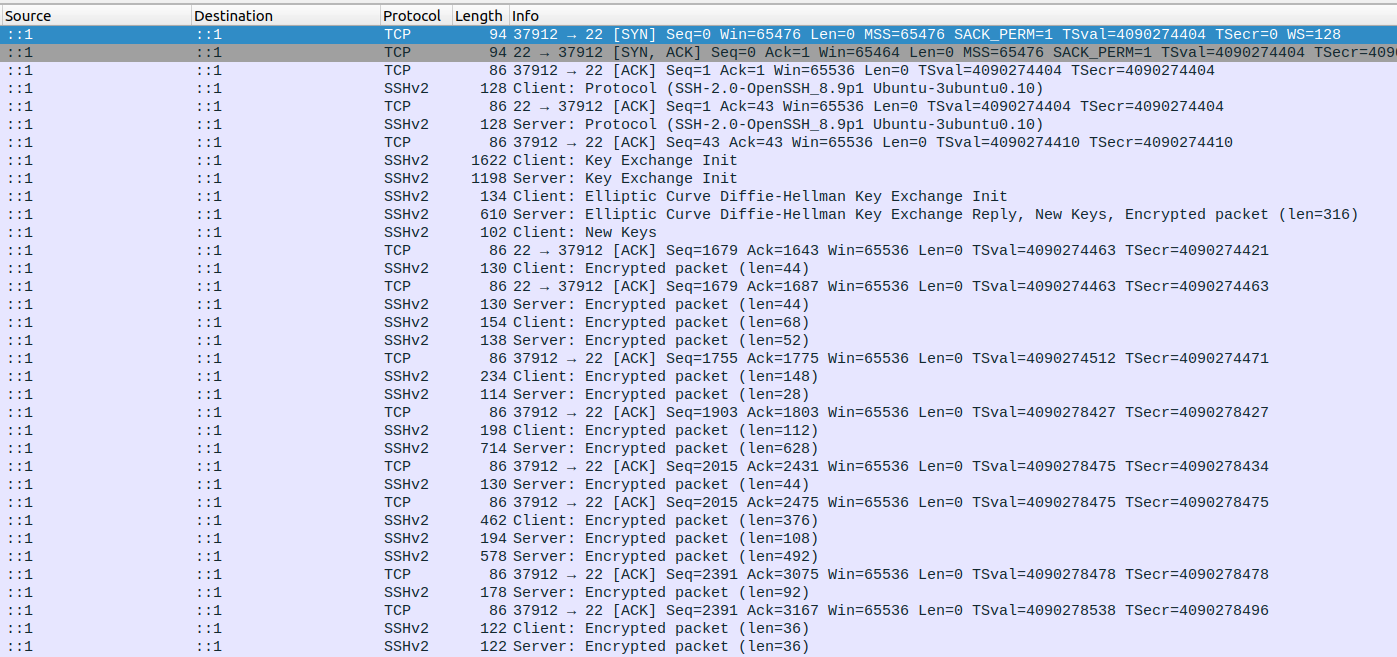 Source Destination Protocol Length Info
::1 ::1 TCP 94 37912 → 22 [SYN] Seq=0 Win=65476 Len=0 MSS=65476 SACK_PERM=1 TSval=4090274404 TSecr=0 WS=128
::1 ::1 TCP 94 22 → 37912 [SYN, ACK] Seq=0 Ack=1 Win=65464 Len=0 MSS=65476 SACK_PERM=1 TSval=4090274404 TSecr=409
::1 ::1 TCP 86 37912 → 22 [ACK] Seq=1 Ack=1 Win=65536 Len=0 TSval=4090274404 TSecr=4090274404
::1 ::1 SSHv2 128 Client: Protocol (SSH-2.0-OpenSSH_8.9p1 Ubuntu-3ubuntu0.10)
::1 ::1 TCP 86 22 → 37912 [ACK] Seq=1 Ack=43 Win=65536 Len=0 TSval=4090274404 TSecr=4090274404
::1 ::1 SSHv2 128 Server: Protocol (SSH-2.0-OpenSSH_8.9p1 Ubuntu-3ubuntu0.10)
::1 ::1 TCP 86 37912 → 22 [ACK] Seq=43 Ack=43 Win=65536 Len=0 TSval=4090274410 TSecr=4090274410
::1 ::1 SSHv2 1622 Client: Key Exchange Init
::1 ::1 SSHv2 1198 Server: Key Exchange Init
::1 ::1 SSHv2 134 Client: Elliptic Curve Diffie-Hellman Key Exchange Init
::1 ::1 SSHv2 610 Server: Elliptic Curve Diffie-Hellman Key Exchange Reply, New Keys, Encrypted packet (len=316)
::1 ::1 SSHv2 102 Client: New Keys
::1 ::1 TCP 86 22 → 37912 [ACK] Seq=1679 Ack=1643 Win=65536 Len=0 TSval=4090274463 TSecr=4090274421
::1 ::1 SSHv2 130 Client: Encrypted packet (len=44)
::1 ::1 TCP 86 22 → 37912 [ACK] Seq=1679 Ack=1687 Win=65536 Len=0 TSval=4090274463 TSecr=4090274463
::1 ::1 SSHv2 130 Server: Encrypted packet (len=44)
::1 ::1 SSHv2 154 Client: Encrypted packet (len=68)
::1 ::1 SSHv2 138 Server: Encrypted packet (len=52)
::1 ::1 TCP 86 37912 → 22 [ACK] Seq=1755 Ack=1775 Win=65536 Len=0 TSval=4090274512 TSecr=4090274471
::1 ::1 SSHv2 234 Client: Encrypted packet (len=148)
::1 ::1 SSHv2 114 Server: Encrypted packet (len=28)
::1 ::1 TCP 86 37912 → 22 [ACK] Seq=1903 Ack=1803 Win=65536 Len=0 TSval=4090278427 TSecr=4090278427
::1 ::1 SSHv2 198 Client: Encrypted packet (len=112)
::1 ::1 SSHv2 714 Server: Encrypted packet (len=628)
::1 ::1 TCP 86 37912 → 22 [ACK] Seq=2015 Ack=2431 Win=65536 Len=0 TSval=4090278475 TSecr=4090278434
::1 ::1 SSHv2 130 Server: Encrypted packet (len=44)
::1 ::1 TCP 86 37912 → 22 [ACK] Seq=2015 Ack=2475 Win=65536 Len=0 TSval=4090278475 TSecr=4090278475
::1 ::1 SSHv2 462 Client: Encrypted packet (len=376)
::1 ::1 SSHv2 194 Server: Encrypted packet (len=108)
::1 ::1 SSHv2 578 Server: Encrypted packet (len=492)
::1 ::1 TCP 86 37912 → 22 [ACK] Seq=2391 Ack=3075 Win=65536 Len=0 TSval=4090278478 TSecr=4090278478
::1 ::1 SSHv2 178 Server: Encrypted packet (len=92)
::1 ::1 TCP 86 37912 → 22 [ACK] Seq=2391 Ack=3167 Win=65536 Len=0 TSval=4090278538 TSecr=4090278496
::1 ::1 SSHv2 122 Client: Encrypted packet (len=36)
::1 ::1 SSHv2 122 Server: Encrypted packet (len=36)